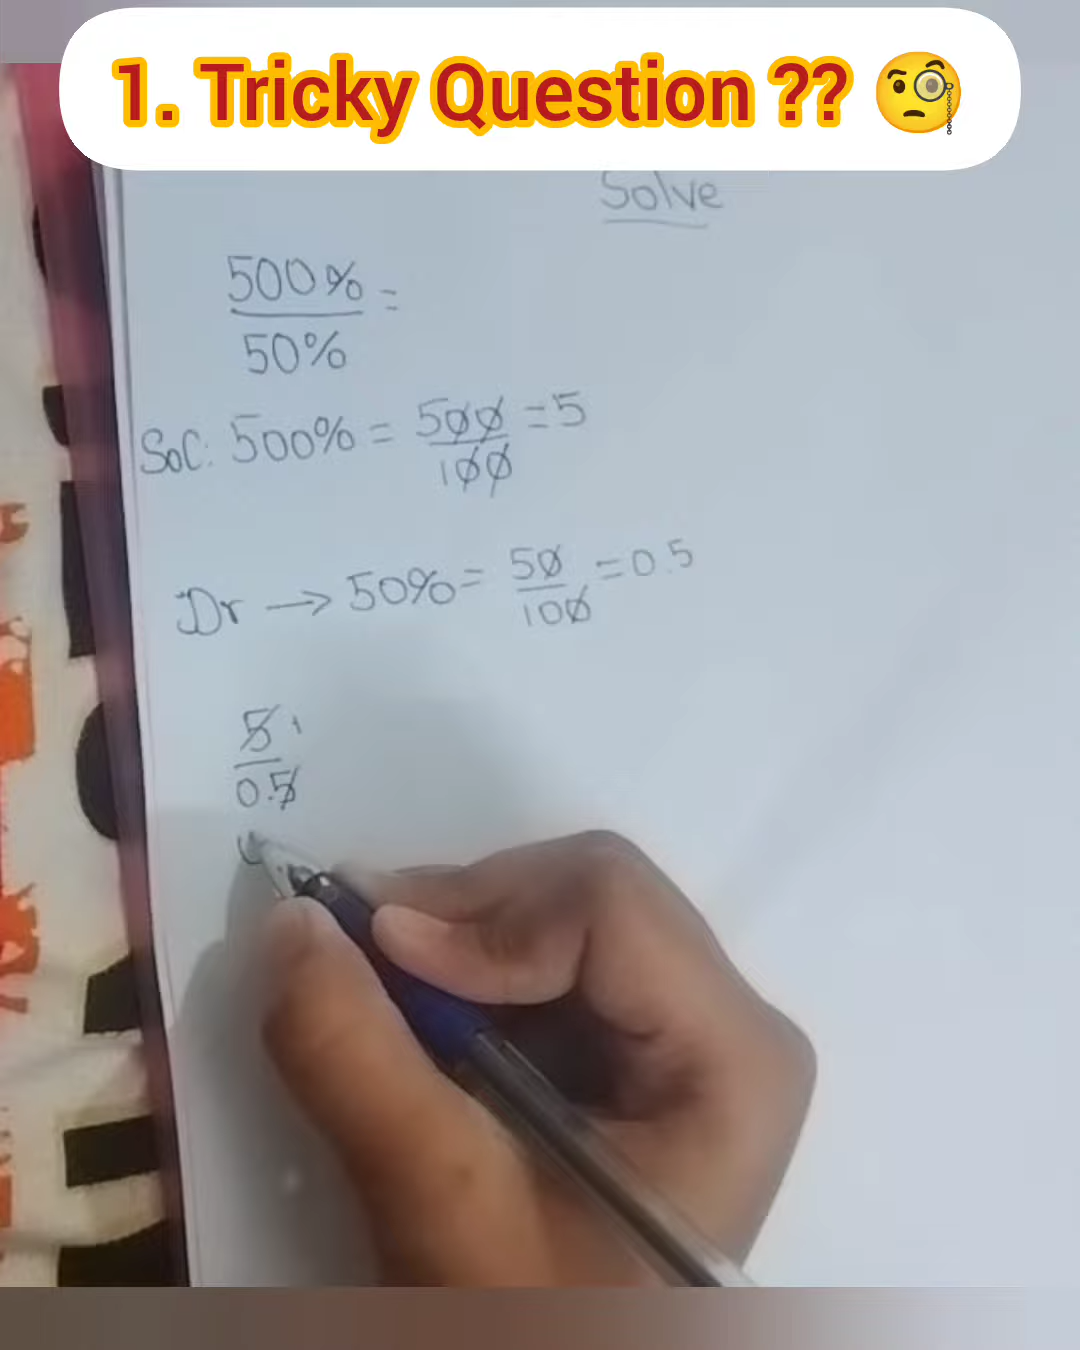 1. Tricky Question ??
Solve
500% =
50%
Sol. 500% = 500 = 5
100
Dr → 50% = 50 = 0.5
100
5 1
0.5